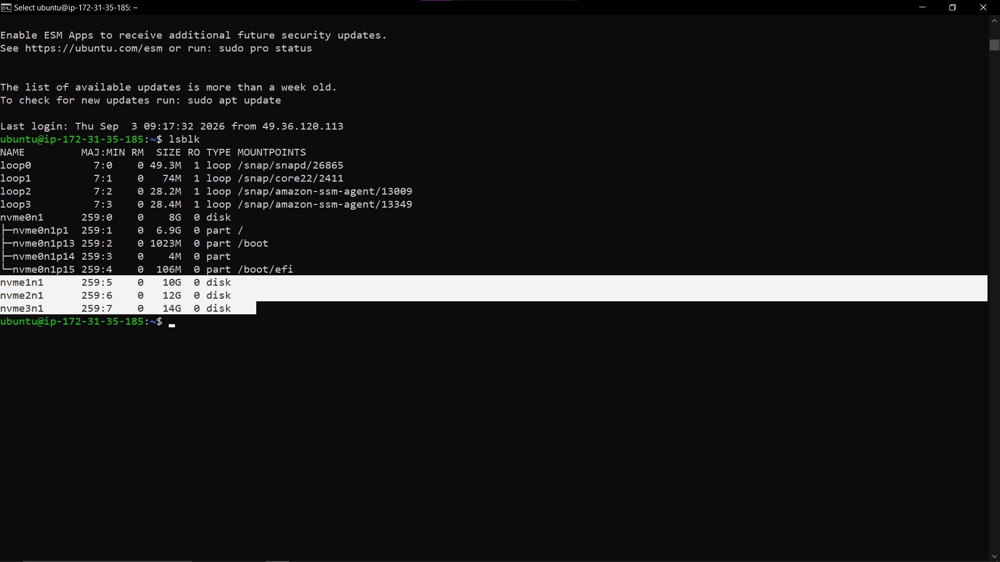 Select ubuntu@ip-172-31-35-185: ~
Enable ESM Apps to receive additional future security updates.
See https://ubuntu.com/esm or run: sudo pro status
The list of available updates is more than a week old.
To check for new updates run: sudo apt update
Last login: Thu Sep  3 09:17:32 2026 from 49.36.120.113
ubuntu@ip-172-31-35-185:~$ lsblk
NAME         MAJ:MIN RM  SIZE RO TYPE MOUNTPOINTS
loop0          7:0    0 49.3M  1 loop /snap/snapd/26865
loop1          7:1    0   74M  1 loop /snap/core22/2411
loop2          7:2    0 28.2M  1 loop /snap/amazon-ssm-agent/13009
loop3          7:3    0 28.4M  1 loop /snap/amazon-ssm-agent/13349
nvme0n1      259:0    0    8G  0 disk
├─nvme0n1p1  259:1    0  6.9G  0 part /
├─nvme0n1p13 259:2    0 1023M  0 part /boot
├─nvme0n1p14 259:3    0    4M  0 part
└─nvme0n1p15 259:4    0  106M  0 part /boot/efi
nvme1n1      259:5    0   10G  0 disk
nvme2n1      259:6    0   12G  0 disk
nvme3n1      259:7    0   14G  0 disk
ubuntu@ip-172-31-35-185:~$